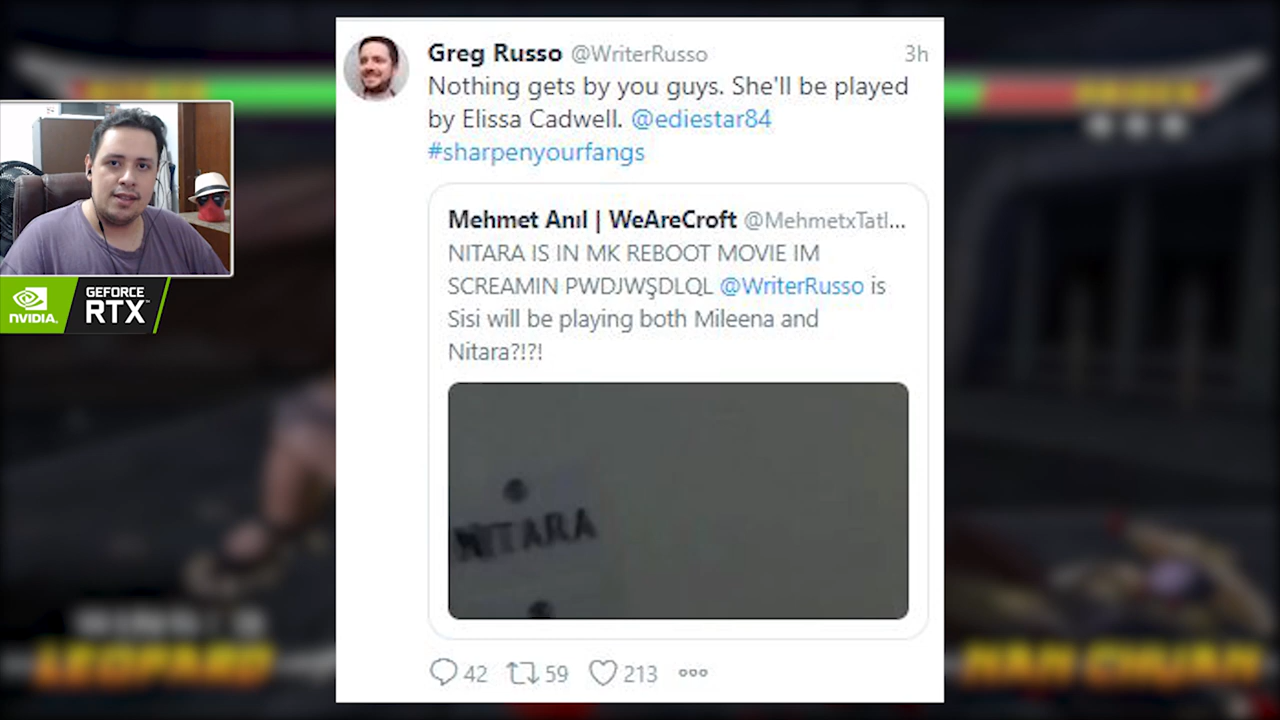 Greg Russo @WriterRusso 3h
Nothing gets by you guys. She'll be played
by Elissa Cadwell. @ediestar84
#sharpenyourfangs
Mehmet Anıl | WeAreCroft @MehmetxTatl...
NITARA IS IN MK REBOOT MOVIE IM
SCREAMIN PWDJWŞDLQL @WriterRusso is
Sisi will be playing both Mileena and
Nitara?!?!
NITARA
42 59 213
NVIDIA.
GEFORCE
RTX™
LEOPARD